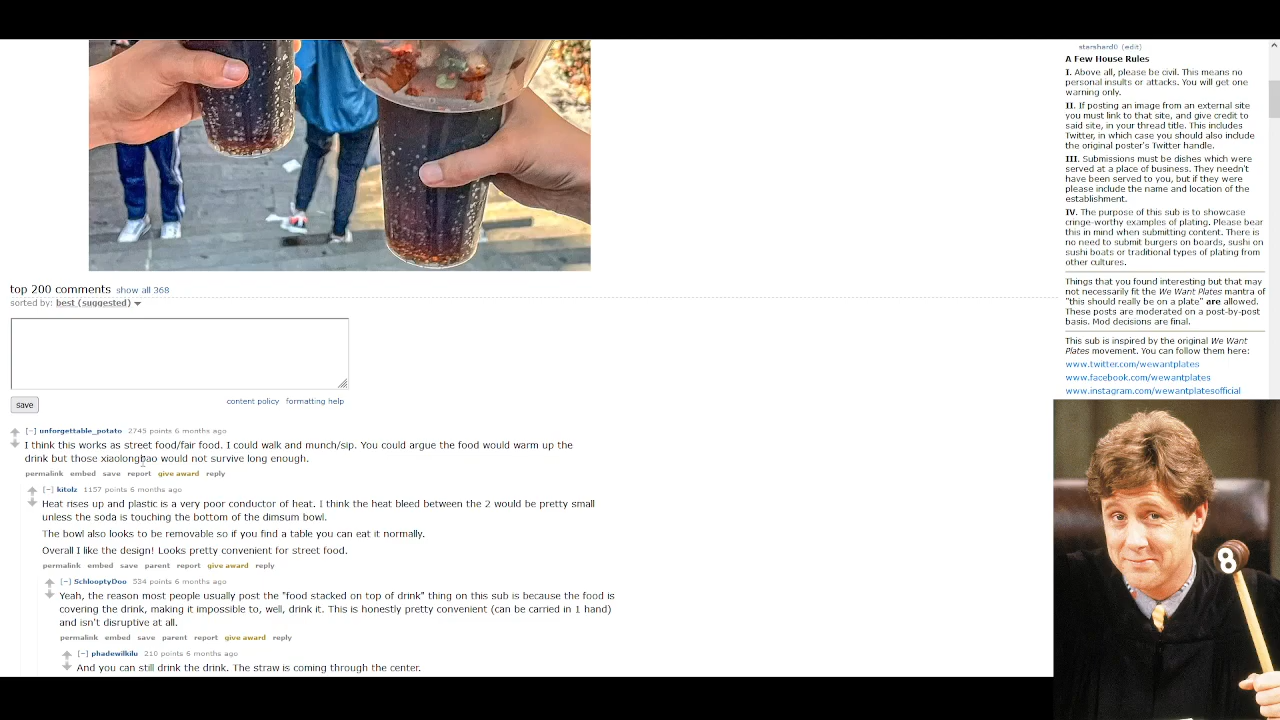 starshard0 (edit)
A Few House Rules
I. Above all, please be civil. This means no
personal insults or attacks. You will get one
warning only.
II. If posting an image from an external site
you must link to that site, and give credit to
said site, in your thread title. This includes
Twitter, in which case you should also include
the original poster's Twitter handle.
III. Submissions must be dishes which were
served at a place of business. They needn't
have been served to you, but if they were
please include the name and location of the
establishment.
IV. The purpose of this sub is to showcase
cringe-worthy examples of plating. Please bear
this in mind when submitting content. There is
no need to submit burgers on boards, sushi on
sushi boats or traditional types of plating from
other cultures.
Things that you found interesting but that may
not necessarily fit the We Want Plates mantra of
"this should really be on a plate" are allowed.
These posts are moderated on a post-by-post
basis. Mod decisions are final.
This sub is inspired by the original We Want
Plates movement. You can follow them here:
www.twitter.com/wewantplates
www.facebook.com/wewantplates
www.instagram.com/wewantplatesofficial
top 200 comments show all 368
sorted by: best (suggested)
content policy formatting help
save
[-] unforgettable_potato 2745 points 6 months ago
I think this works as street food/fair food. I could walk and munch/sip. You could argue the food would warm up the
drink but those xiaolongbao would not survive long enough.
permalink embed save report give award reply
[-] kitolz 1157 points 6 months ago
Heat rises up and plastic is a very poor conductor of heat. I think the heat bleed between the 2 would be pretty small
unless the soda is touching the bottom of the dimsum bowl.
The bowl also looks to be removable so if you find a table you can eat it normally.
Overall I like the design! Looks pretty convenient for street food.
permalink embed save parent report give award reply
[-] SchlooptyDoo 534 points 6 months ago
Yeah, the reason most people usually post the "food stacked on top of drink" thing on this sub is because the food is
covering the drink, making it impossible to, well, drink it. This is honestly pretty convenient (can be carried in 1 hand)
and isn't disruptive at all.
permalink embed save parent report give award reply
[-] phadewilkilu 210 points 6 months ago
And you can still drink the drink. The straw is coming through the center.
8